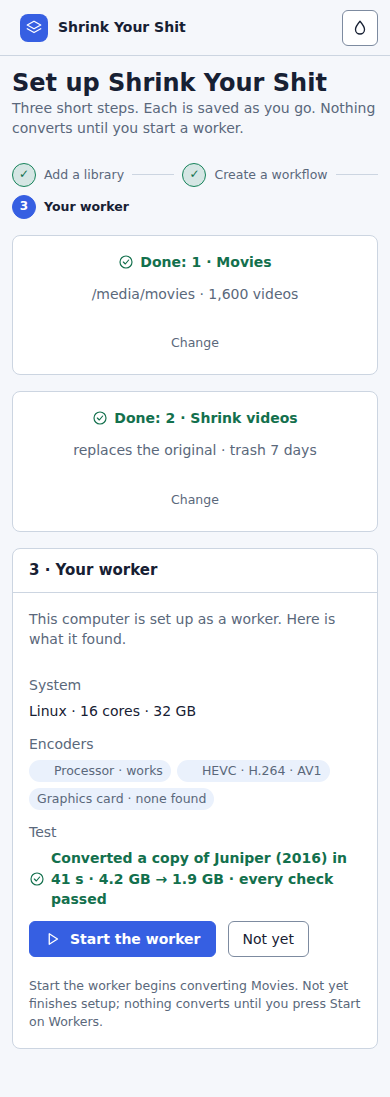 Shrink Your Shit
Set up Shrink Your Shit
Three short steps. Each is saved as you go. Nothing
converts until you start a worker.
✓ Add a library ✓ Create a workflow
3 Your worker
Done: 1 · Movies
/media/movies · 1,600 videos
Change
Done: 2 · Shrink videos
replaces the original · trash 7 days
Change
3 · Your worker
This computer is set up as a worker. Here is
what it found.
System
Linux · 16 cores · 32 GB
Encoders
Processor · works HEVC · H.264 · AV1
Graphics card · none found
Test
Converted a copy of Juniper (2016) in
41 s · 4.2 GB → 1.9 GB · every check
passed
Start the worker Not yet
Start the worker begins converting Movies. Not yet
finishes setup; nothing converts until you press Start
on Workers.